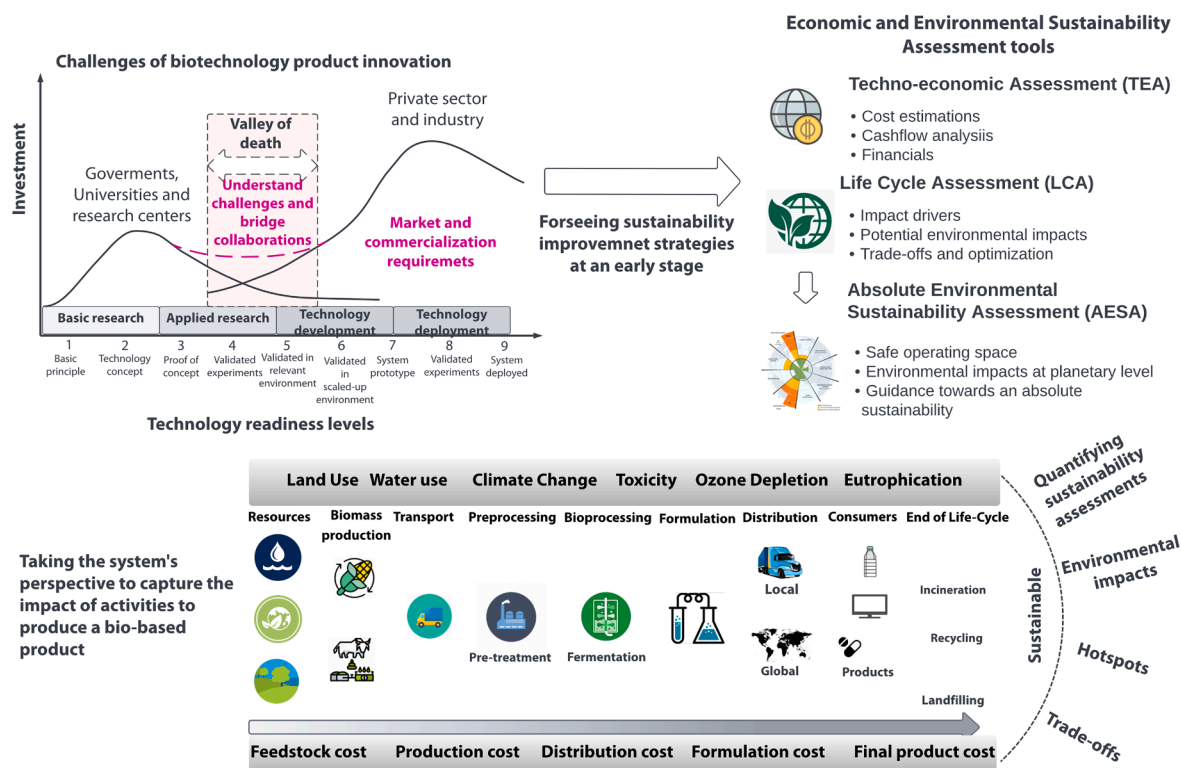 Economic and Environmental Sustainability
Assessment tools
Challenges of biotechnology product innovation
Investment
Goverments,
Universities and
research centers
Valley of
death
Understand
challenges and
bridge
collaborations
Private sector
and industry
Market and
commercialization
requiremets
Basic research
Applied research
Technology
development
Technology
deployment
1
2
3
4
5
6
7
8
9
Basic
principle
Technology
concept
Proof of
concept
Validated
experiments
Validated in
relevant
environment
Validated
in
scaled-up
environment
System
prototype
Validated
experiments
System
deployed
Technology readiness levels
Forseeing sustainability
improvemnet strategies
at an early stage
Techno-economic Assessment (TEA)
• Cost estimations
• Cashflow analysiis
• Financials
Life Cycle Assessment (LCA)
• Impact drivers
• Potential environmental impacts
• Trade-offs and optimization
Absolute Environmental
Sustainability Assessment (AESA)
• Safe operating space
• Environmental impacts at planetary level
• Guidance towards an absolute
sustainability
Taking the system's
perspective to capture the
impact of activities to
produce a bio-based
product
Land Use
Water use
Climate Change
Toxicity
Ozone Depletion
Eutrophication
Resources
Biomass
production
Transport
Preprocessing
Bioprocessing
Formulation
Distribution
Consumers
End of Life-Cycle
Pre-treatment
Fermentation
Local
Global
Products
Incineration
Recycling
Landfilling
Feedstock cost
Production cost
Distribution cost
Formulation cost
Final product cost
Sustainable
Quantifying
sustainability
assessments
Environmental
impacts
Hotspots
Trade-offs